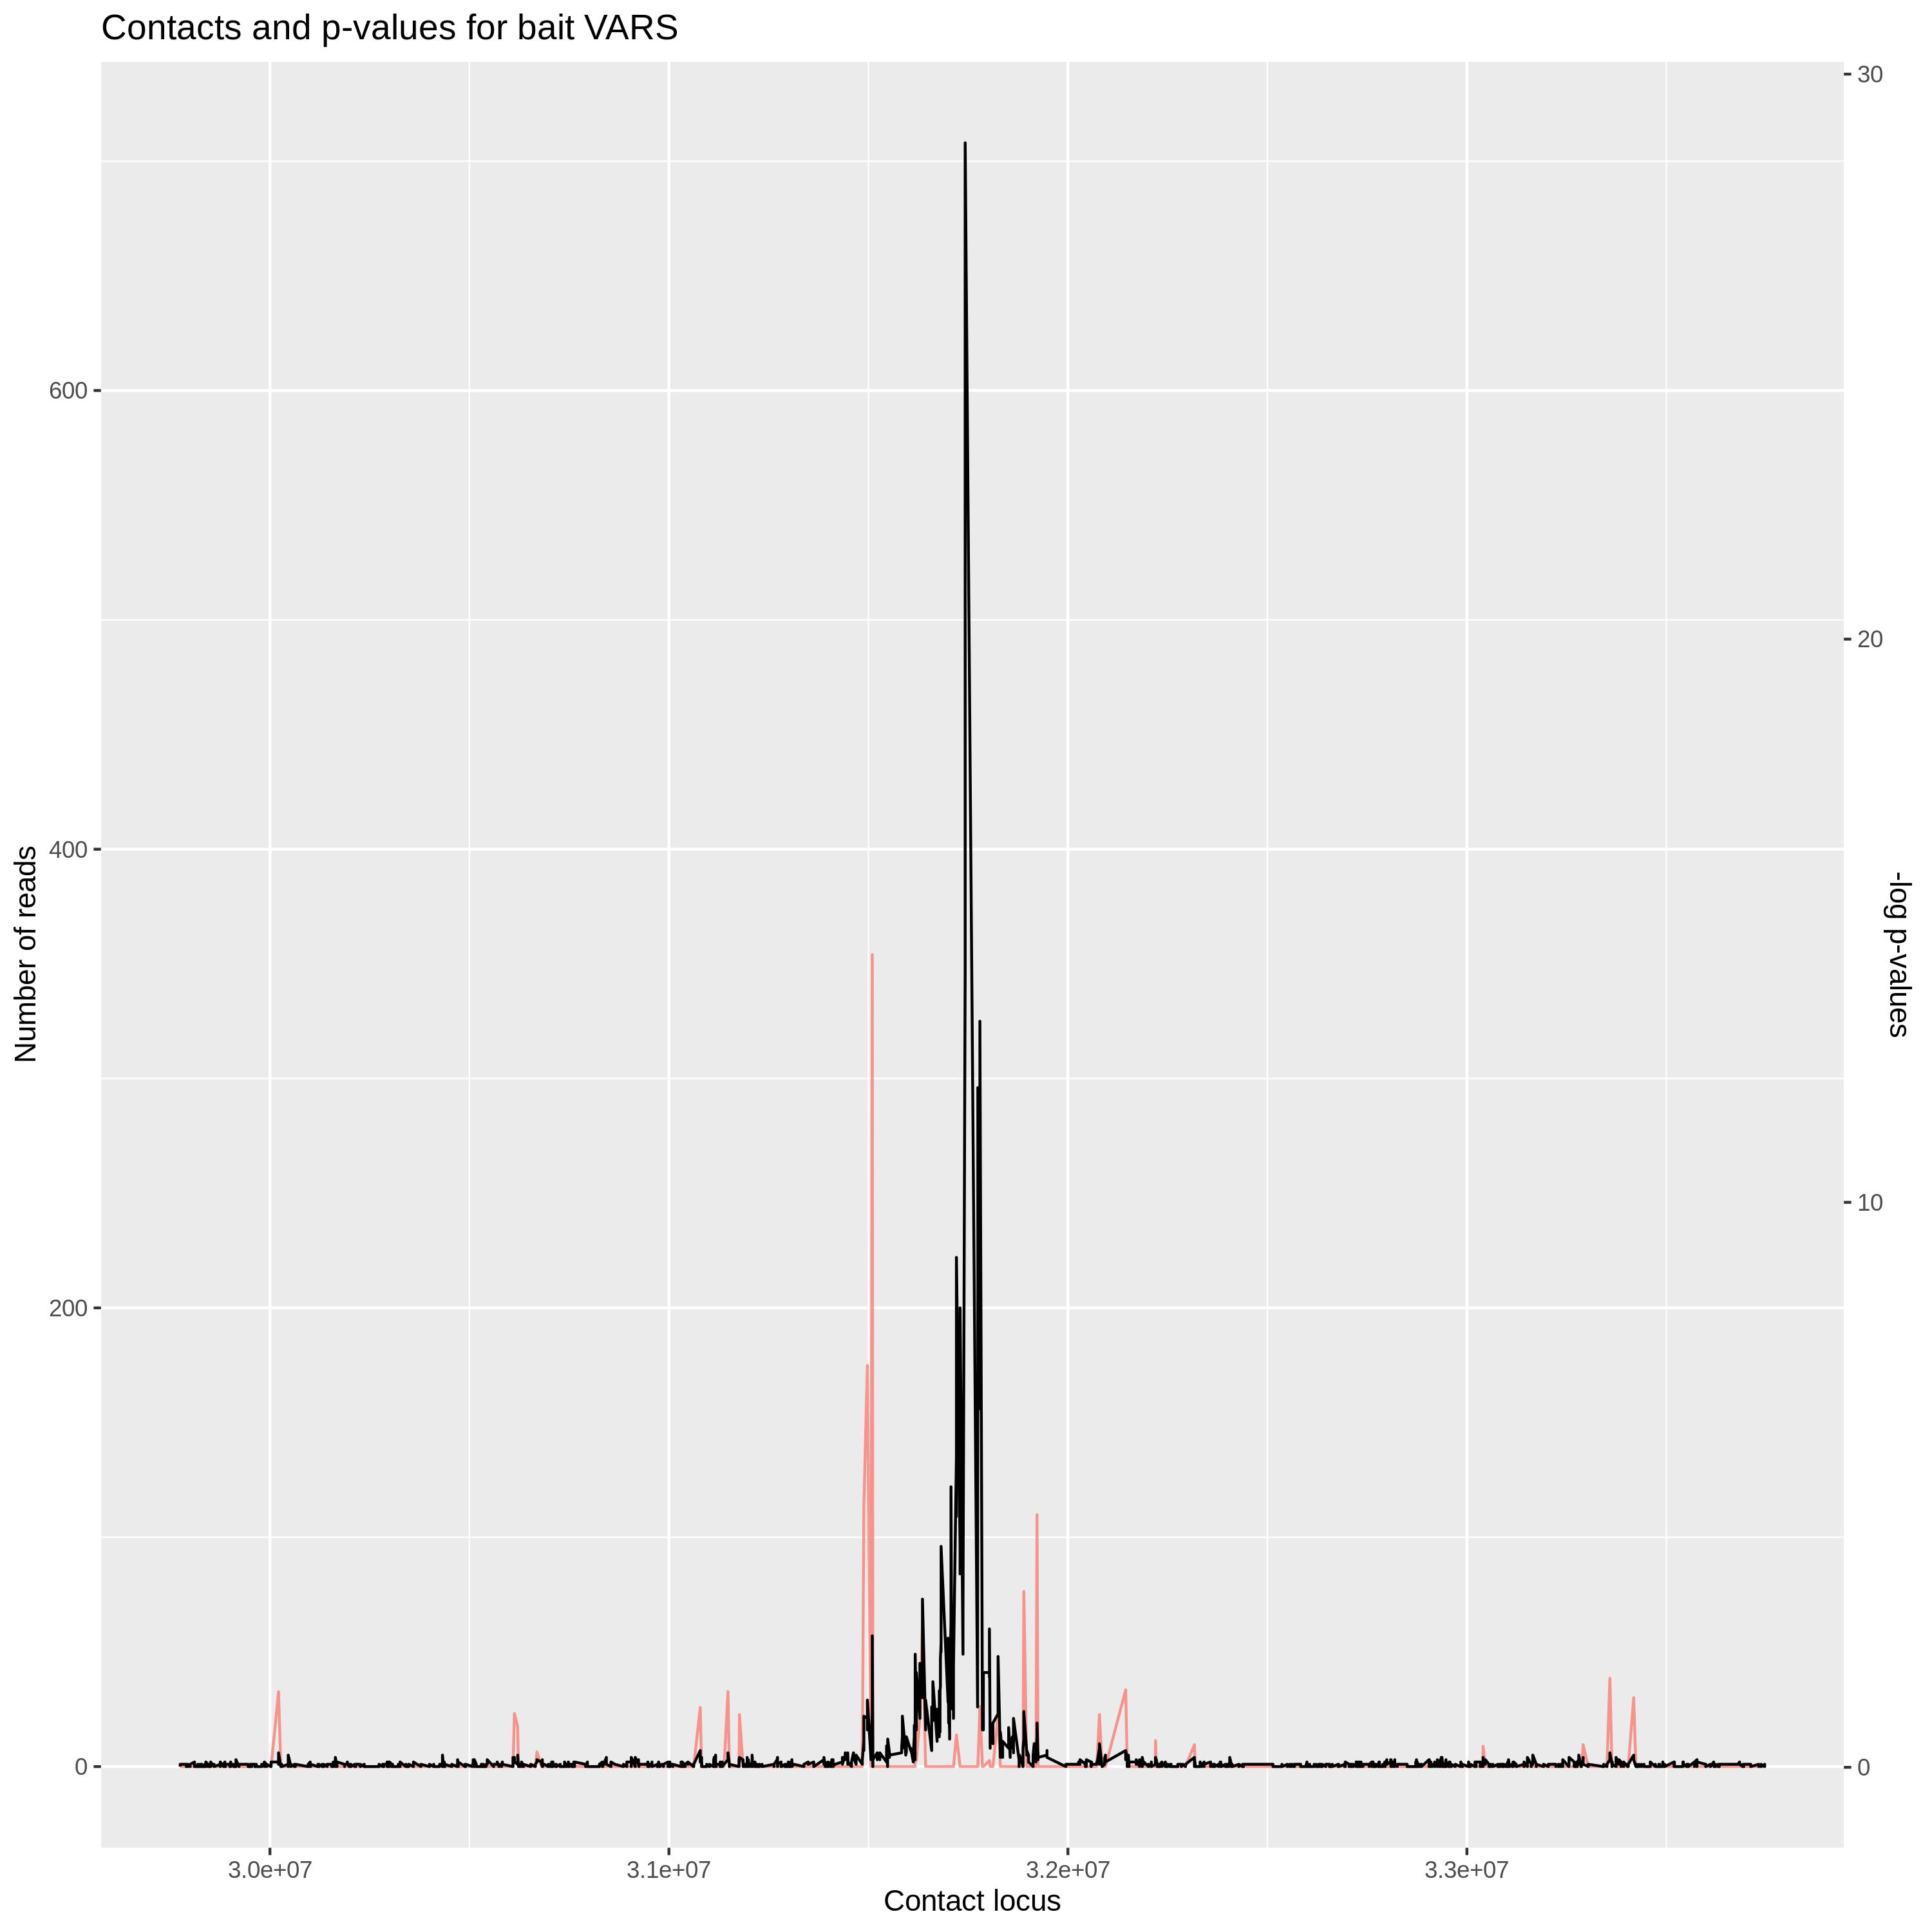 Contacts and p-values for bait VARS
30
600
20
400
Number of reads
-log p-values
10
200
0
0
3.0e+07
3.1e+07
3.2e+07
3.3e+07
Contact locus